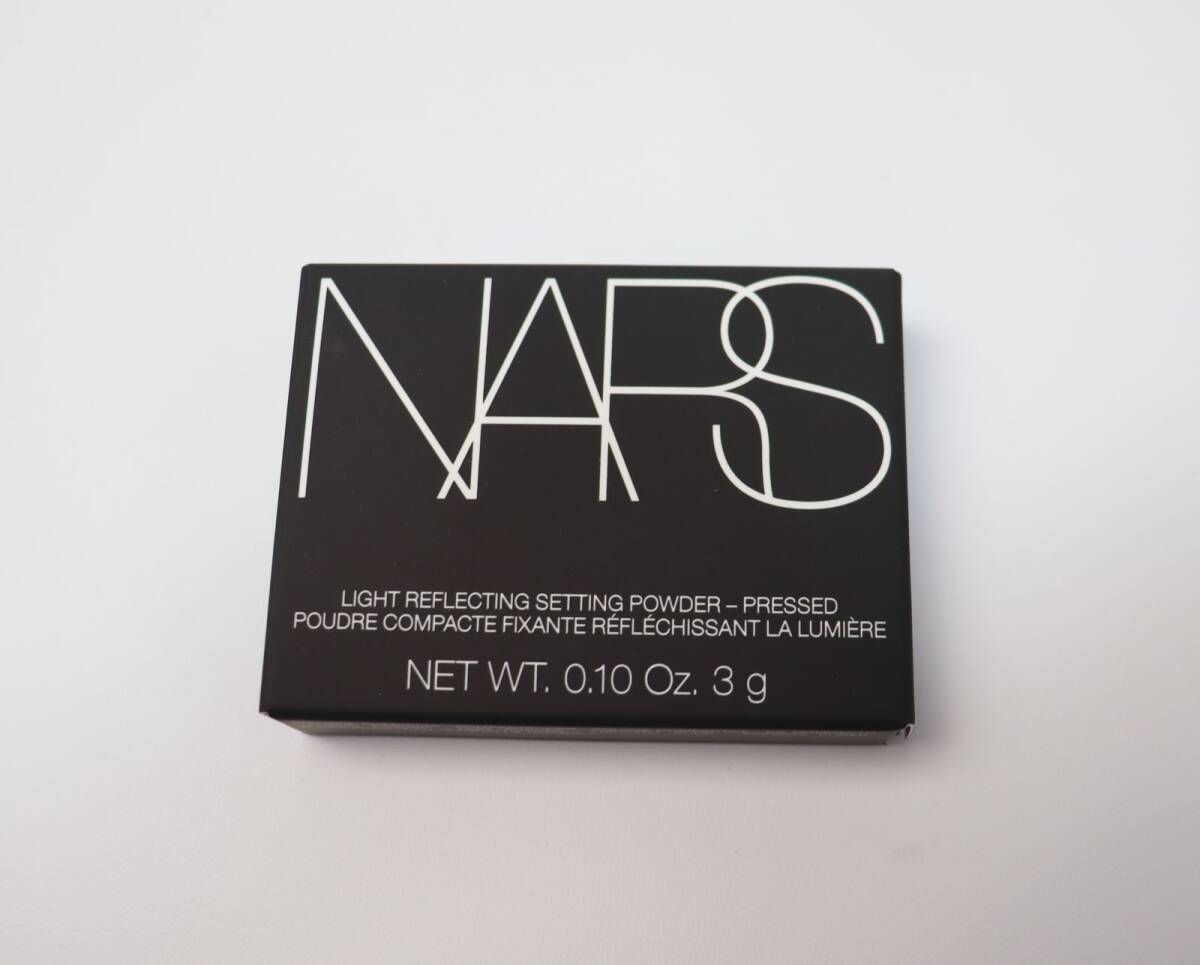 NARS
LIGHT REFLECTING SETTING POWDER – PRESSED
POUDRE COMPACTE FIXANTE RÉFLÉCHISSANT LA LUMIÈRE
NET WT. 0.10 Oz. 3 g